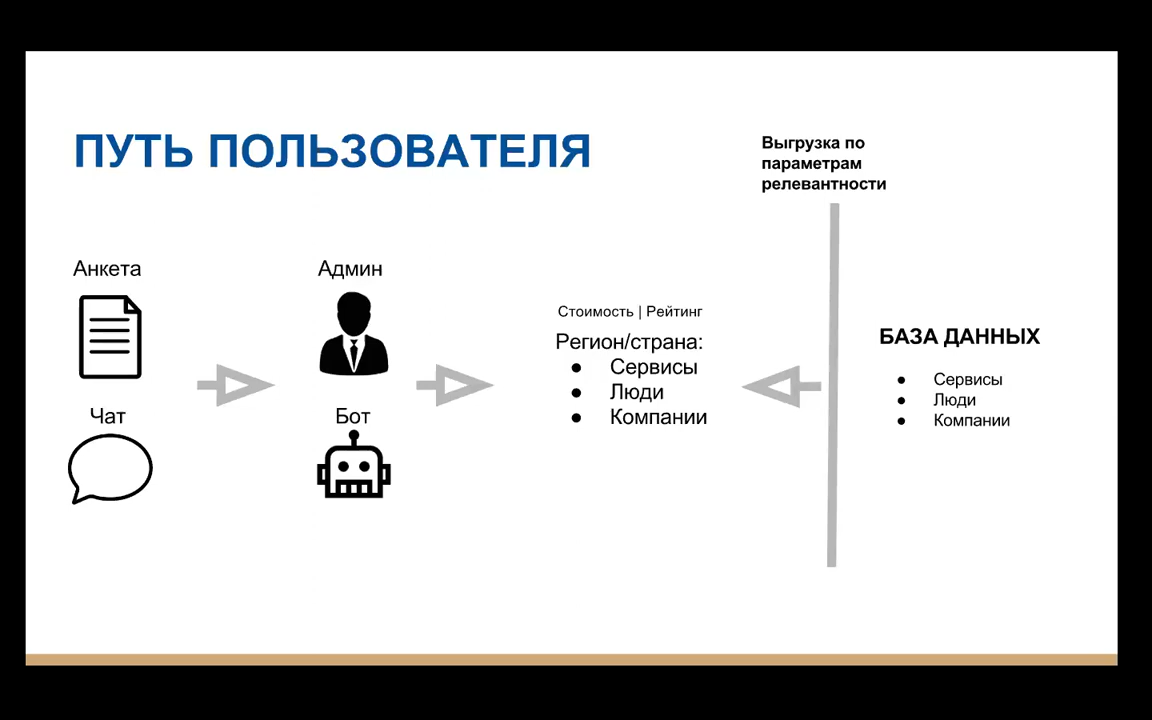 ПУТЬ ПОЛЬЗОВАТЕЛЯ
Выгрузка по
параметрам
релевантности
Анкета
Админ
Чат
Бот
Стоимость | Рейтинг
Регион/страна:
● Сервисы
● Люди
● Компании
БАЗА ДАННЫХ
● Сервисы
● Люди
● Компании